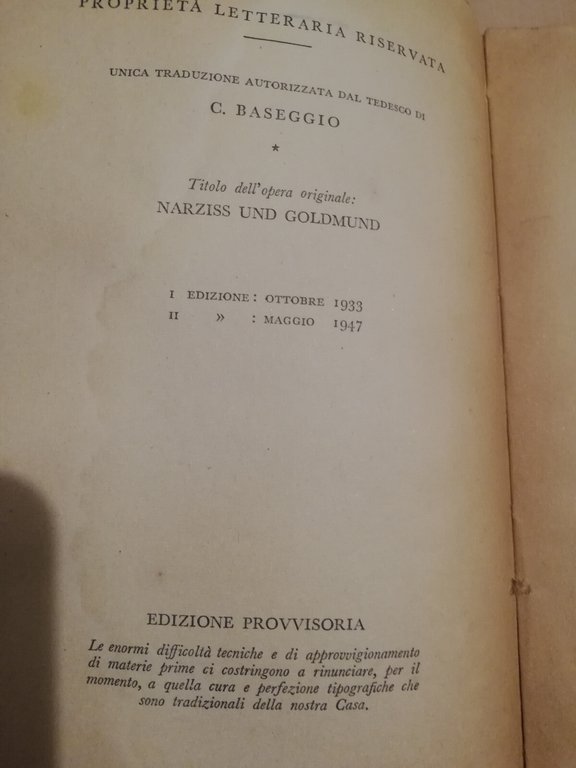 PROPRIETÀ LETTERARIA RISERVATA
UNICA TRADUZIONE AUTORIZZATA DAL TEDESCO DI
C. BASEGGIO
*
Titolo dell'opera originale:
NARZISS UND GOLDMUND
I EDIZIONE: OTTOBRE 1933
II » : MAGGIO 1947
EDIZIONE PROVVISORIA
Le enormi difficoltà tecniche e di approvvigionamento
di materie prime ci costringono a rinunciare, per il
momento, a quella cura e perfezione tipografiche che
sono tradizionali della nostra Casa.